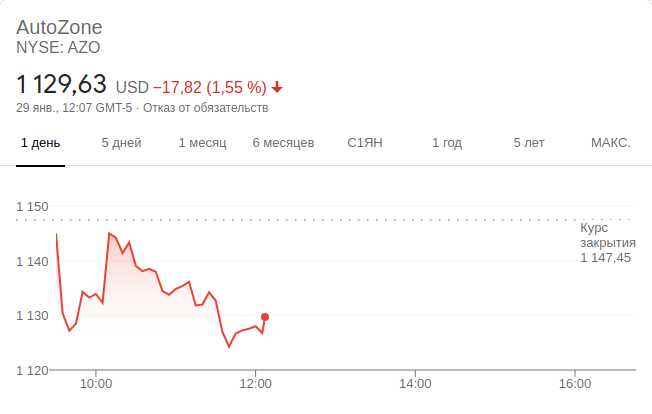 AutoZone
NYSE: AZO
1 129,63 USD −17,82 (1,55 %)
29 янв., 12:07 GMT-5 · Отказ от обязательств
1 день 5 дней 1 месяц 6 месяцев С1ЯН 1 год 5 лет МАКС.
1 150
Курс
закрытия
1 147,45
1 140
1 130
1 120
10:00 12:00 14:00 16:00